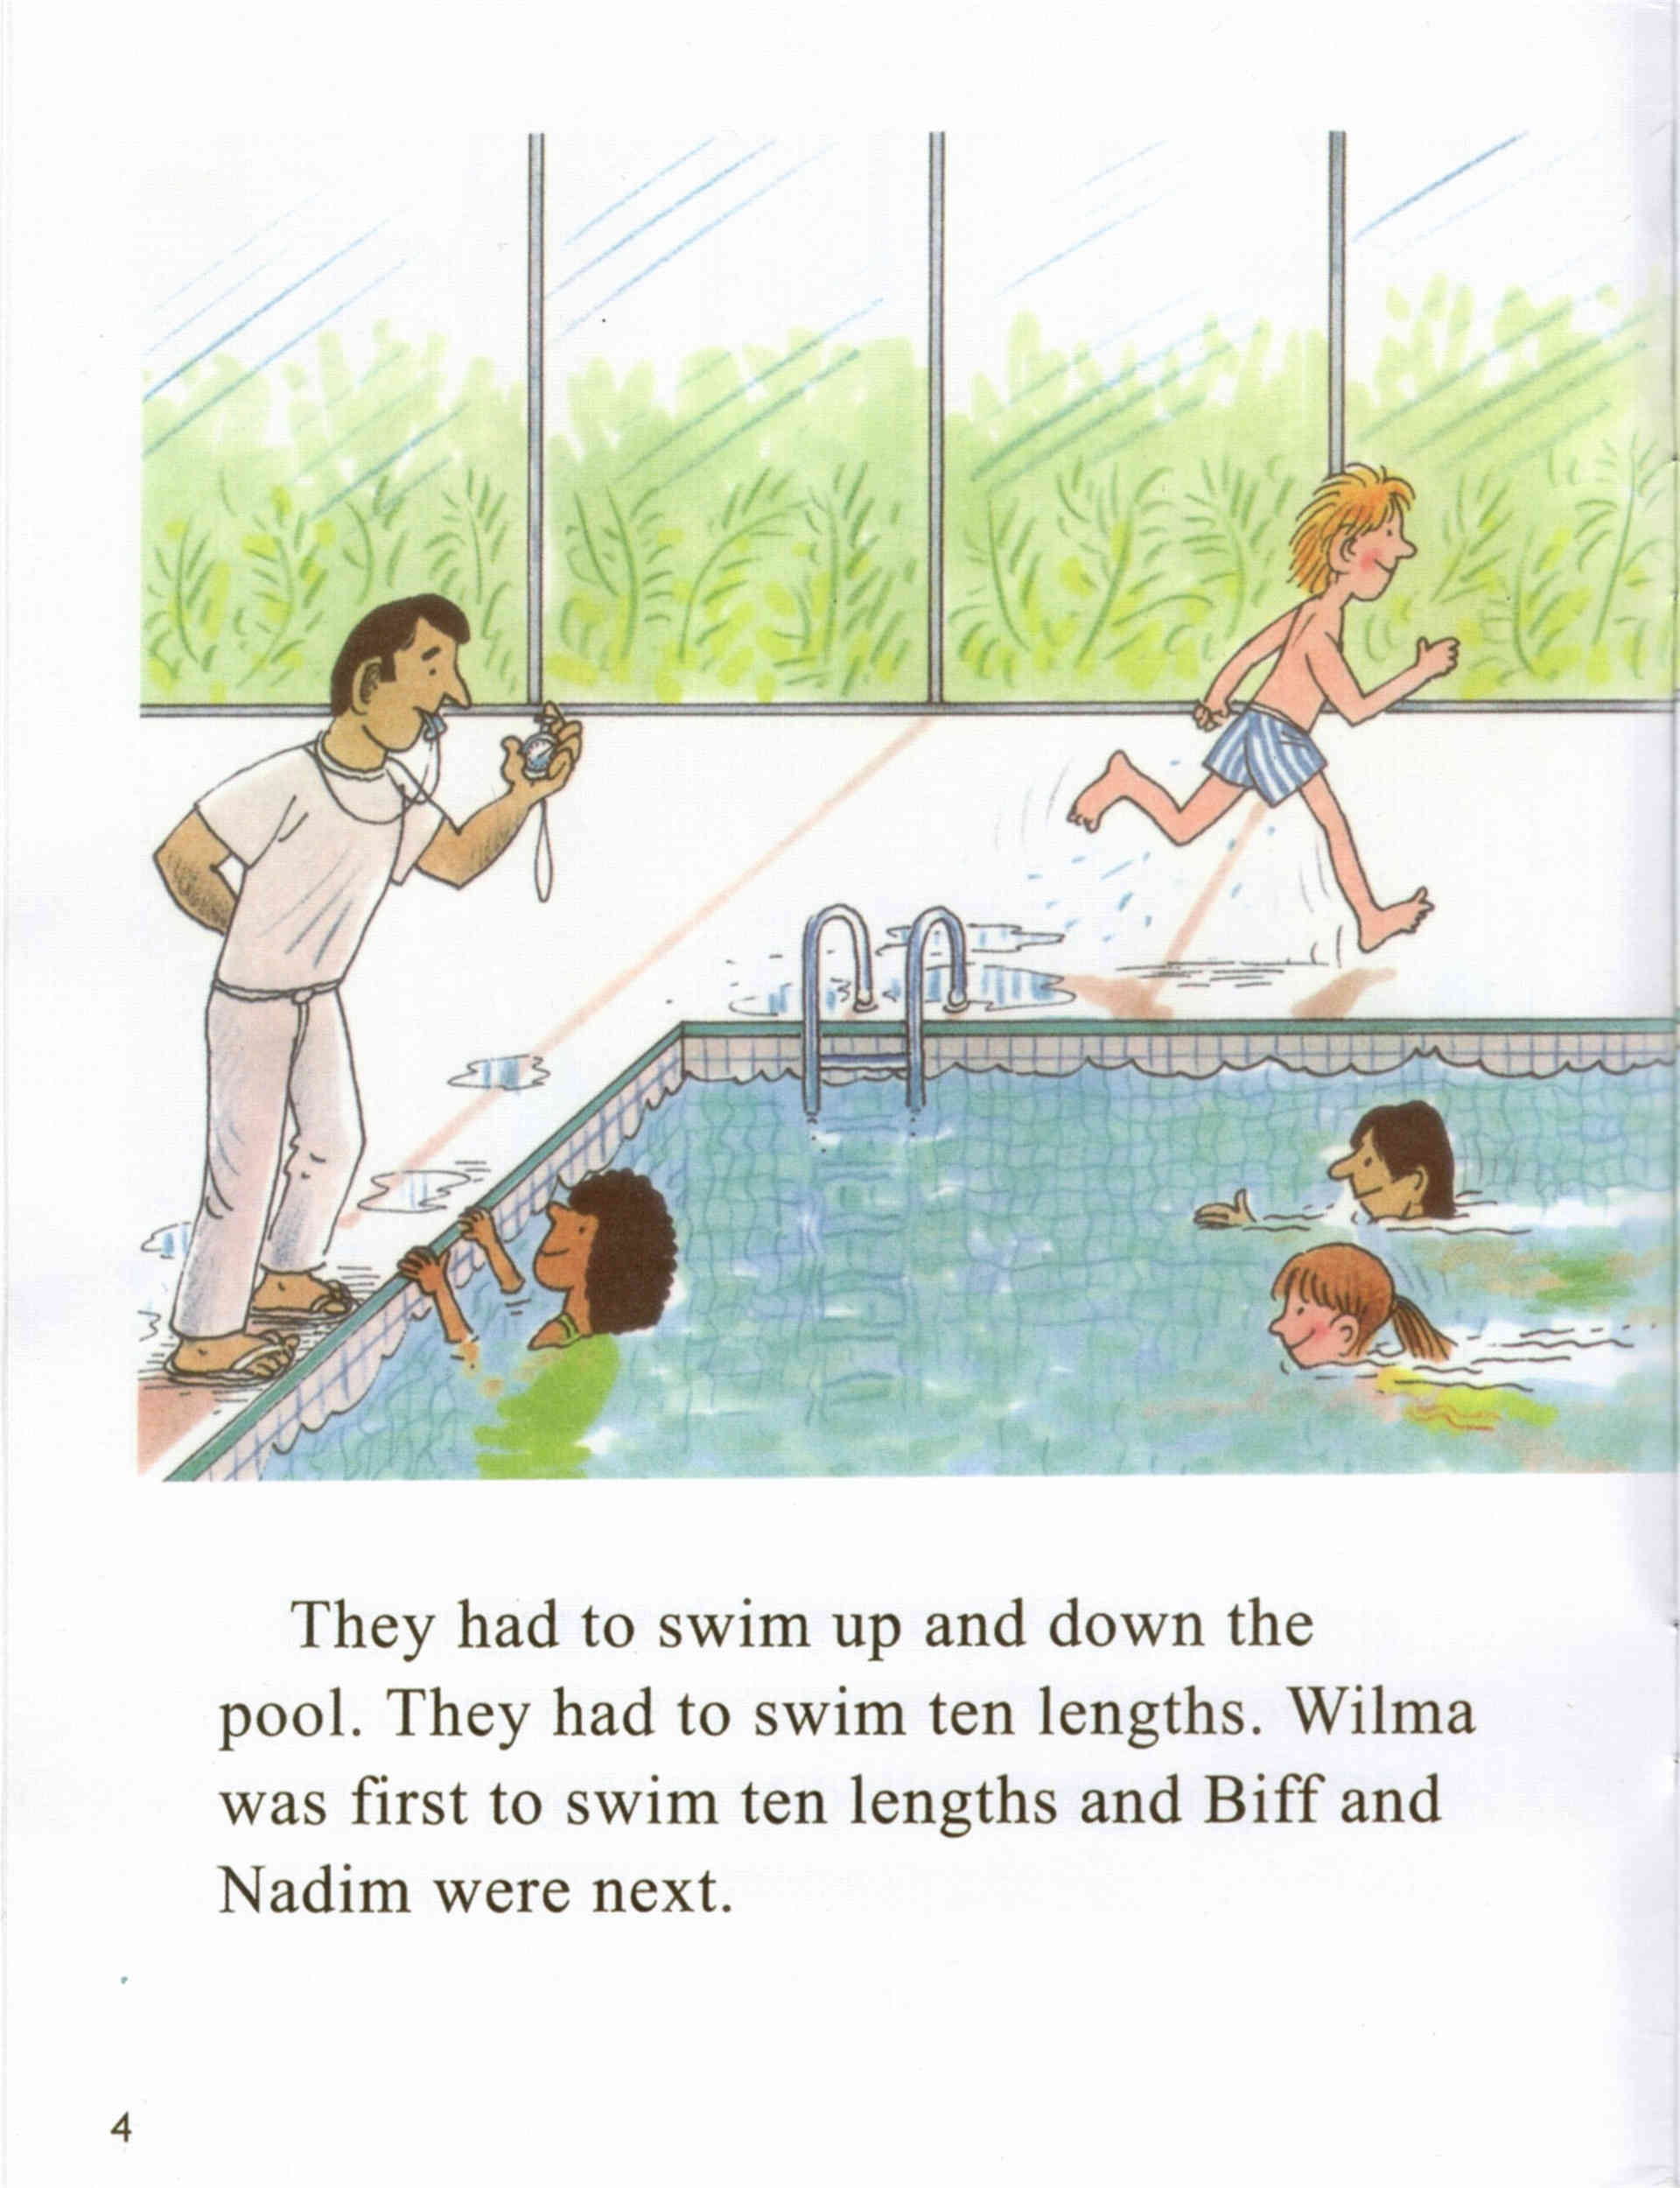 They had to swim up and down the
pool. They had to swim ten lengths. Wilma
was first to swim ten lengths and Biff and
Nadim were next.
4